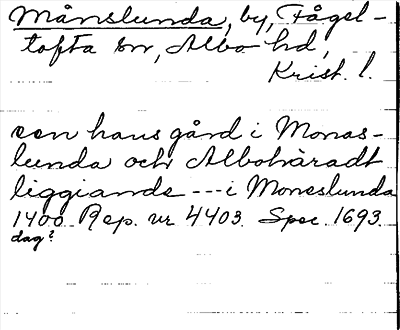 Månslunda, by, Fågel-
tofta sn, Albo hd,
Krist. l.
een hans gård i Monas-
lunda och Alboháradt
liggiande --- i Moneslunda
1400 Rep. nr 4403. Spec. 1693.
dag?